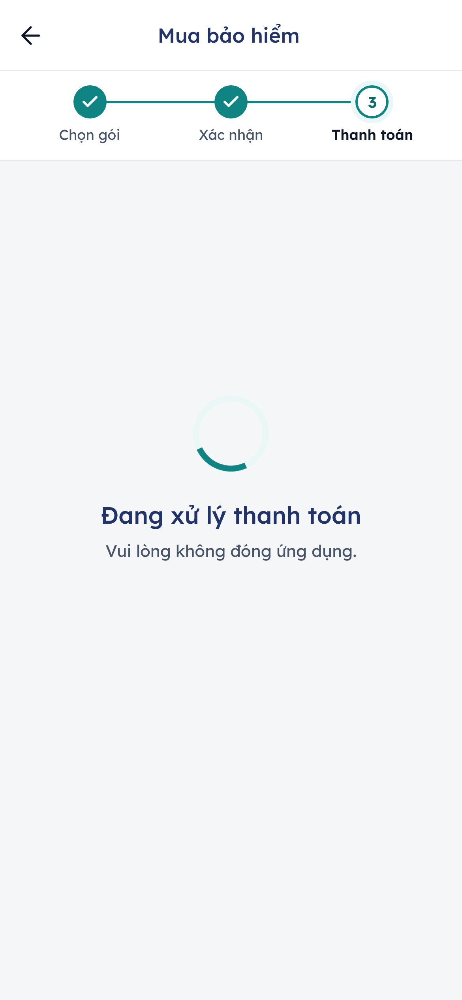 Mua bảo hiểm
3
Chọn gói
Xác nhận
Thanh toán
Đang xử lý thanh toán
Vui lòng không đóng ứng dụng.